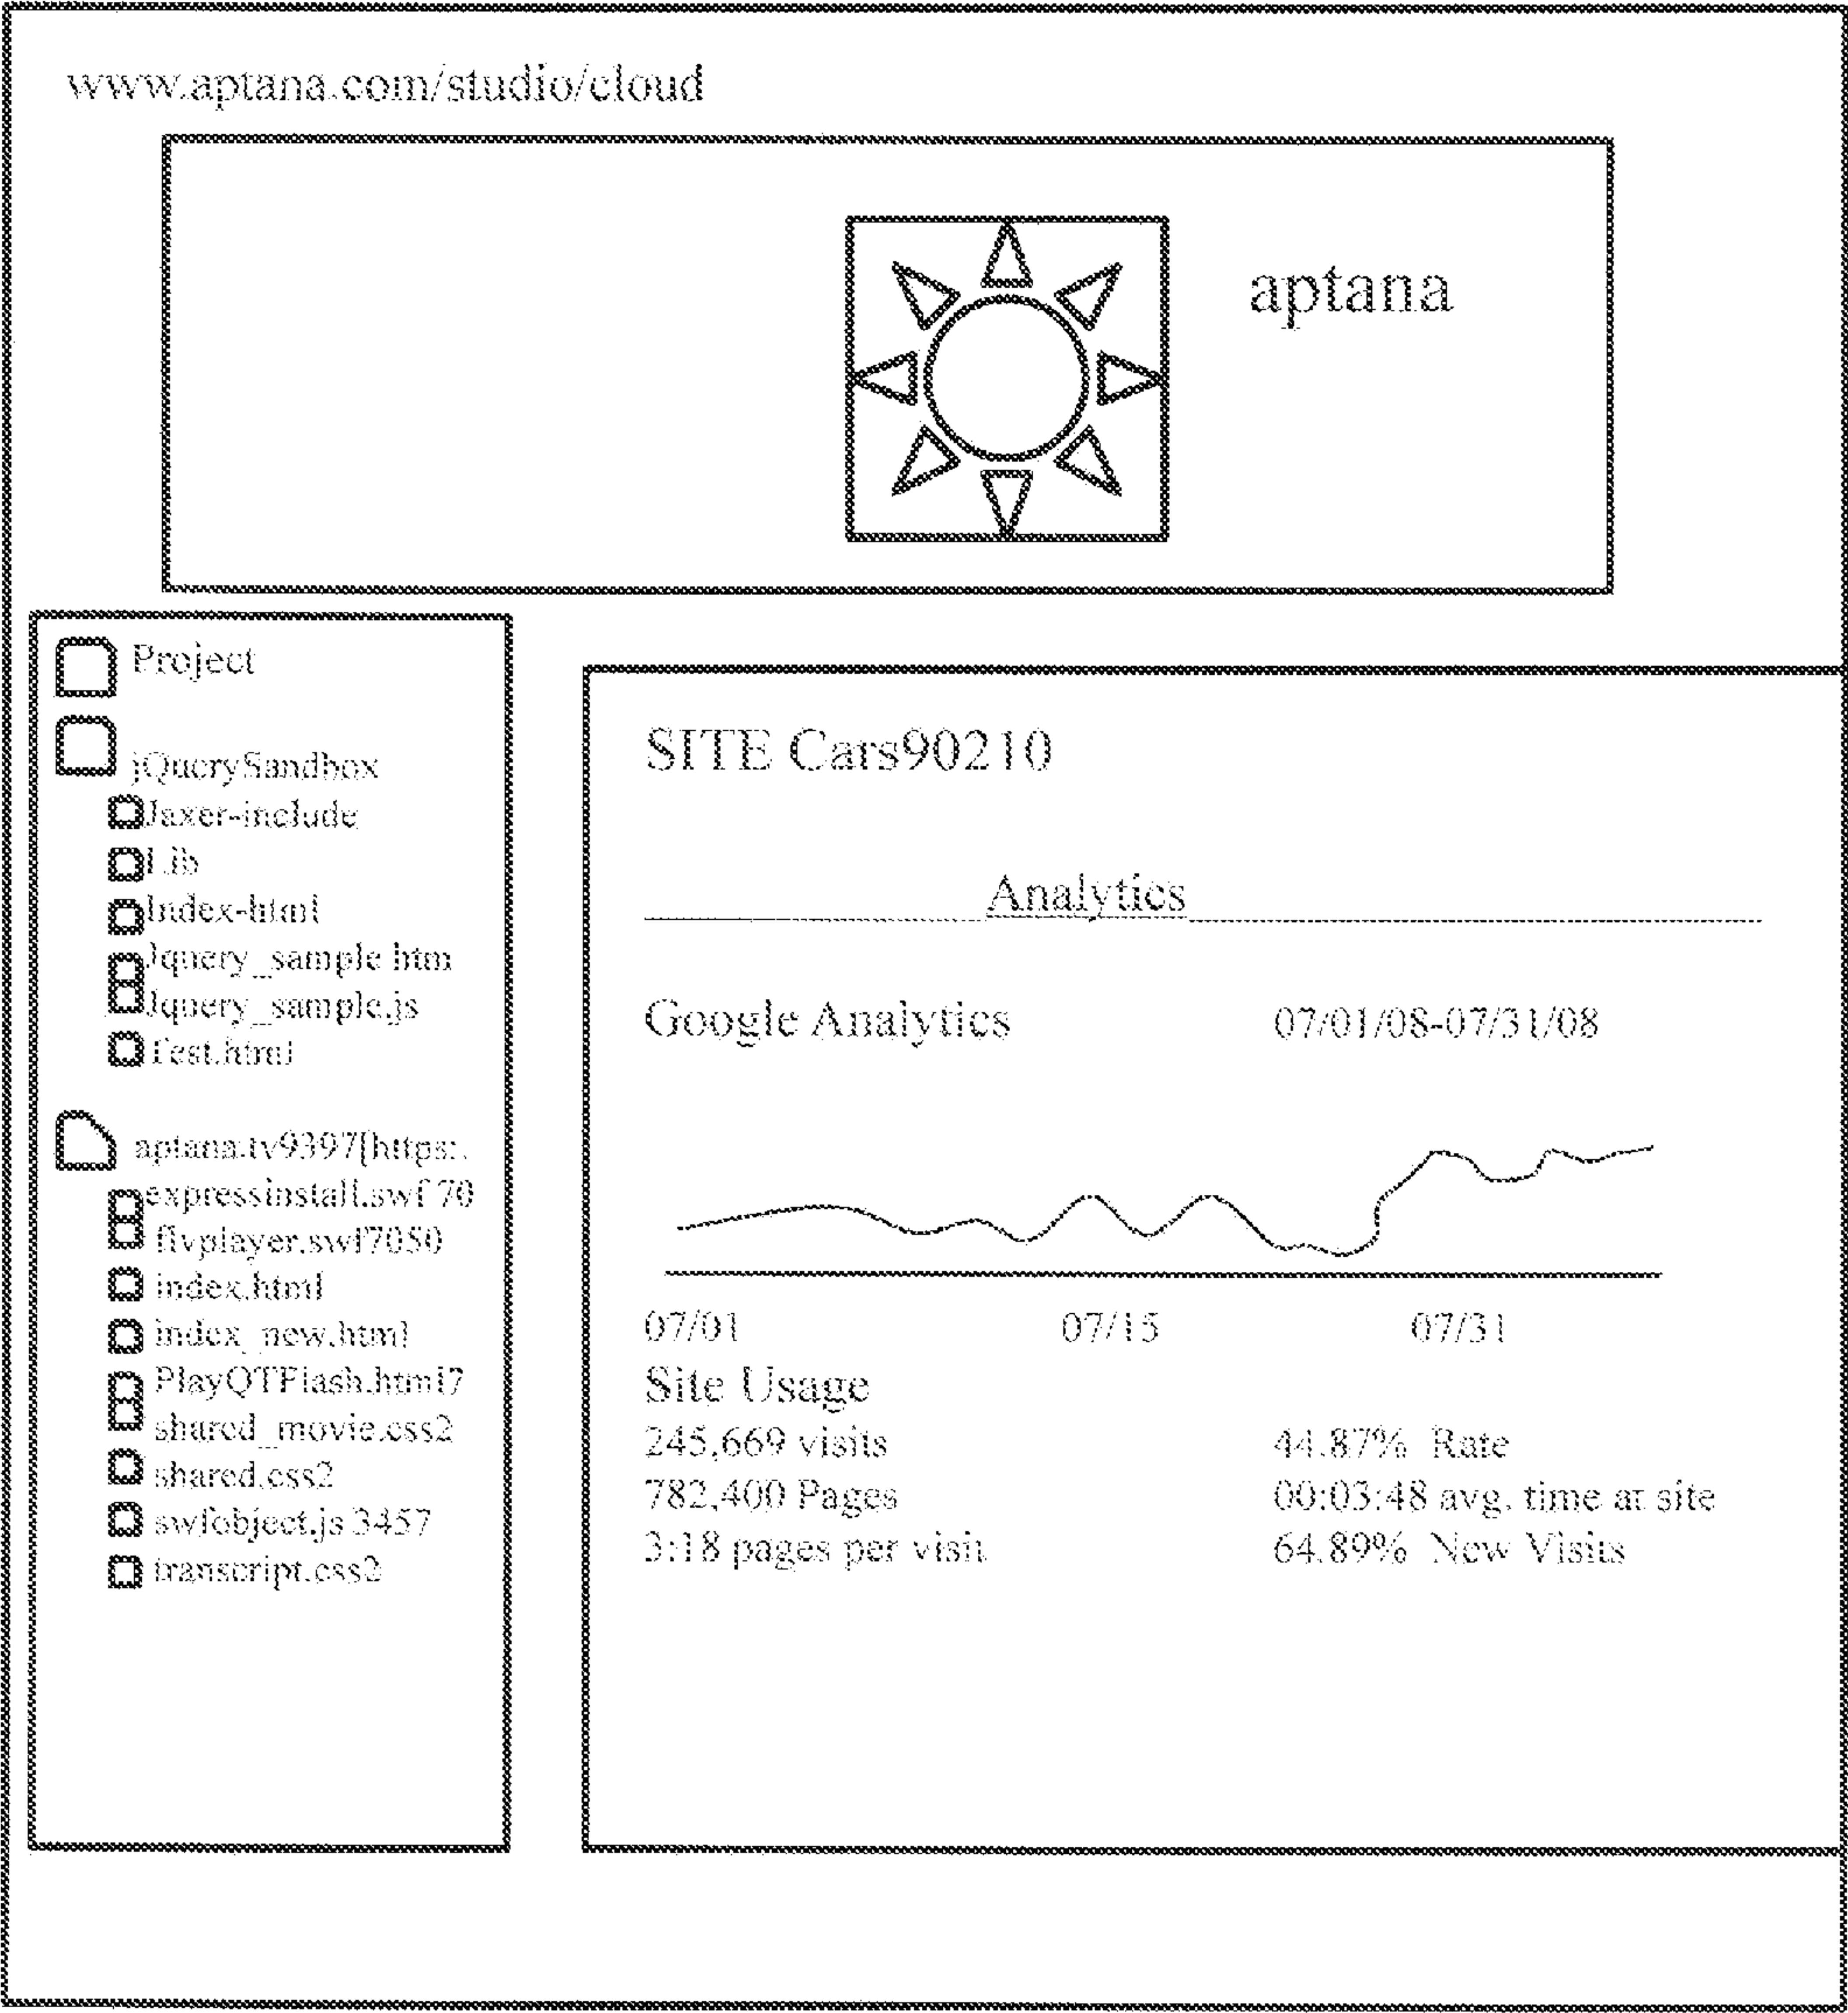 www.aptana.com/studio/cloud
aptana
Project
jQuerySandbox
Jaxer-include
Lib
Index-html
Jquery_sample htm
Jquery_sample.js
Test.html
aptana.tv9397[https:.
expressinstall.swf 70
flvplayer.swf7050
index.html
index_new.html
PlayQTFlash.html7
shared_movie.css2
shared.css2
swfobject.js 3457
transcript.css2
SITE Cars90210
Analytics
Google Analytics 07/01/08-07/31/08
07/01 07/15 07/31
Site Usage
245,669 visits 44.87% Rate
782,400 Pages 00:03:48 avg. time at site
3:18 pages per visit 64.89% New Visits